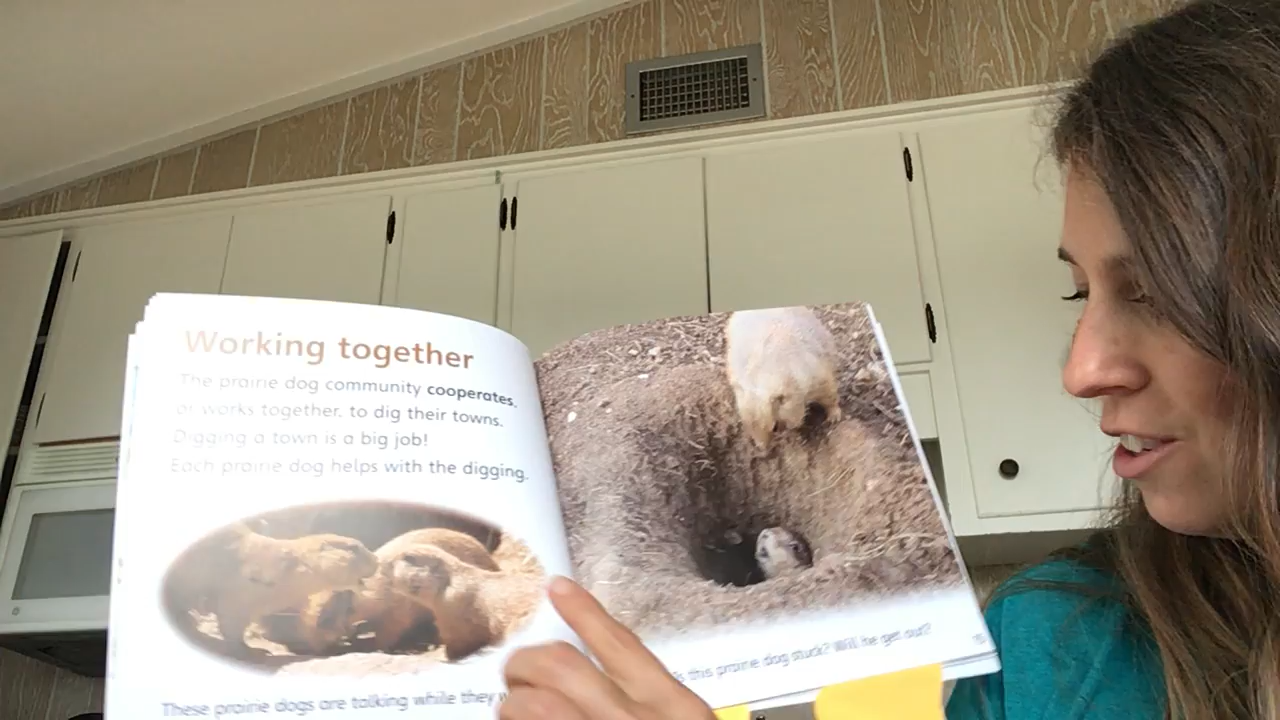 Working together
The prairie dog community cooperates,
or works together, to dig their towns.
Digging a town is a big job!
Each prairie dog helps with the digging.
These prairie dogs are talking while they
Is this prairie dog stuck? Will he get out?